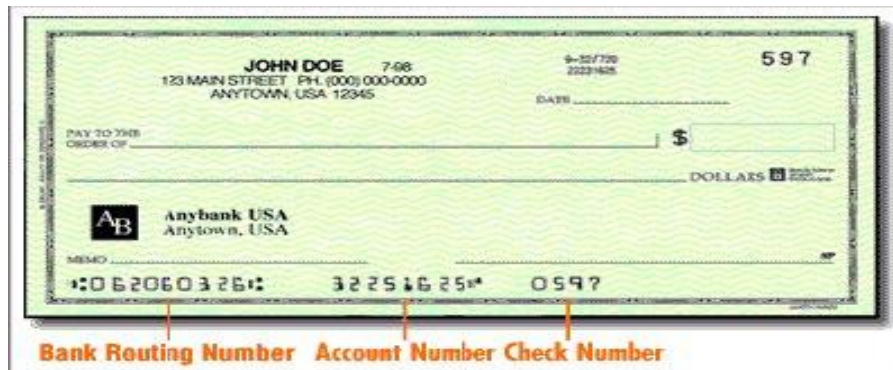 JOHN DOE 7-98
123 MAIN STREET PH. (000) 000-0000
ANYTOWN, USA 12345
597
DATE
PAY TO THE
ORDER OF
$
DOLLARS
AB Anybank USA
Anytown, USA
MEMO
MP
⑆062060326⑆ 32251625⑈ 0597
Bank Routing Number Account Number Check Number